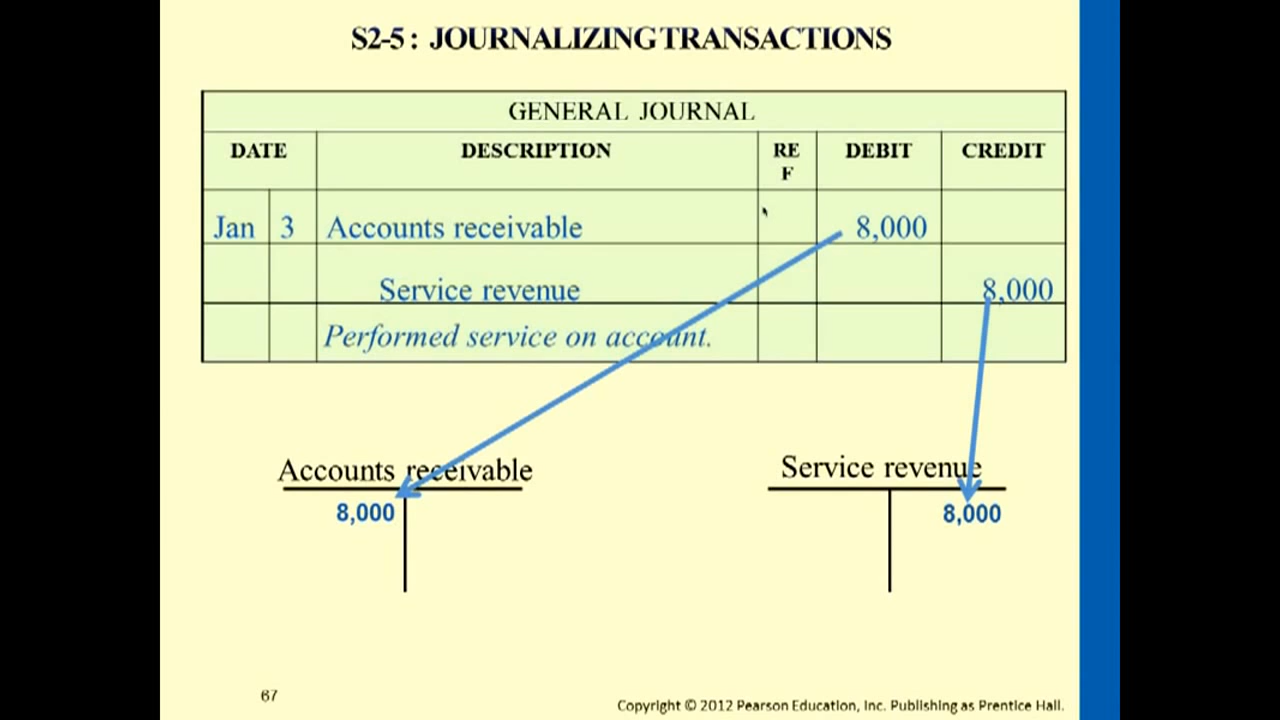 S2-5 : JOURNALIZING TRANSACTIONS
GENERAL JOURNAL
DATE DESCRIPTION RE F DEBIT CREDIT
Jan 3 Accounts receivable 8,000
Service revenue 8,000
Performed service on account.
Accounts receivable Service revenue
8,000 8,000
67
Copyright © 2012 Pearson Education, Inc. Publishing as Prentice Hall.